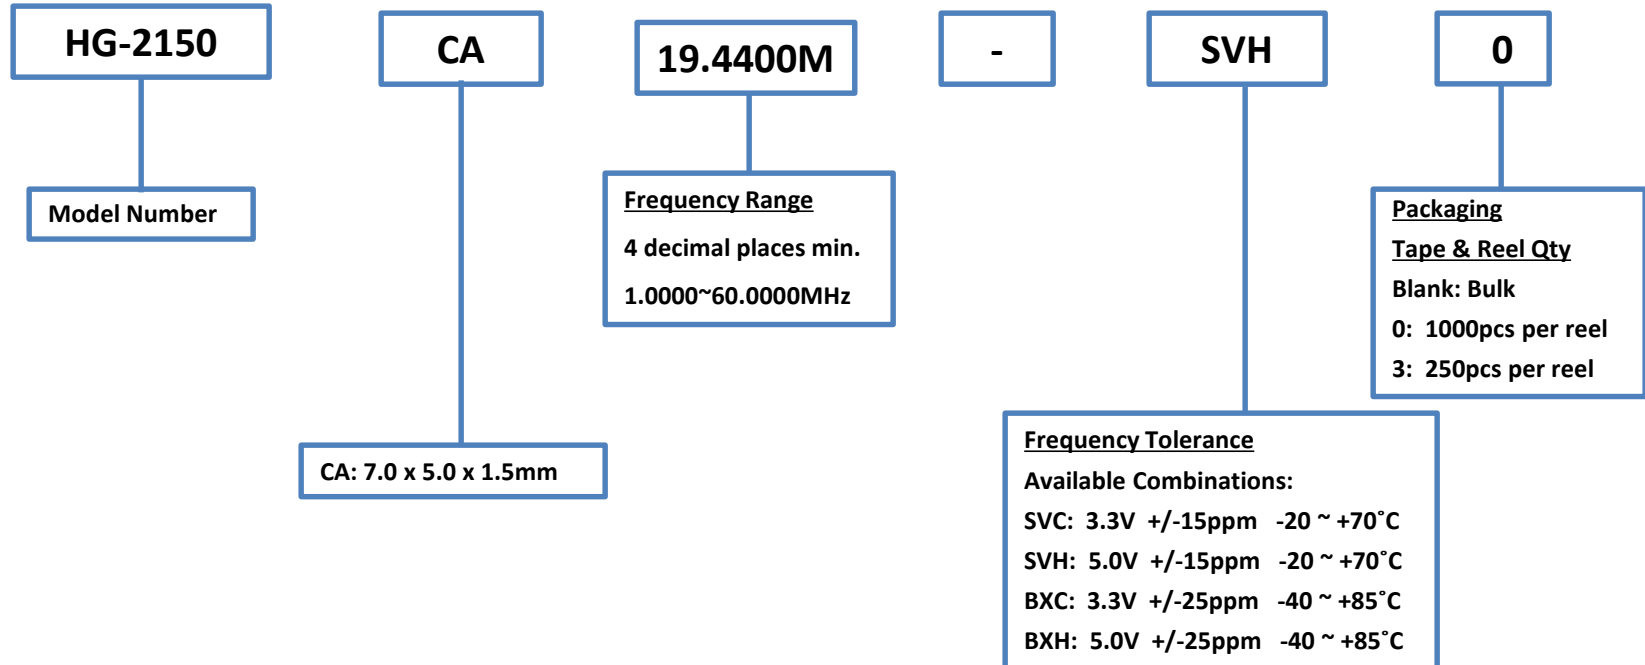 HG-2150
CA
19.4400M
-
SVH
0
Model Number
Frequency Range
4 decimal places min.
1.0000~60.0000MHz
Packaging
Tape & Reel Qty
Blank: Bulk
0: 1000pcs per reel
3: 250pcs per reel
CA: 7.0 x 5.0 x 1.5mm
Frequency Tolerance
Available Combinations:
SVC: 3.3V +/-15ppm -20 ~ +70˚C
SVH: 5.0V +/-15ppm -20 ~ +70˚C
BXC: 3.3V +/-25ppm -40 ~ +85˚C
BXH: 5.0V +/-25ppm -40 ~ +85˚C